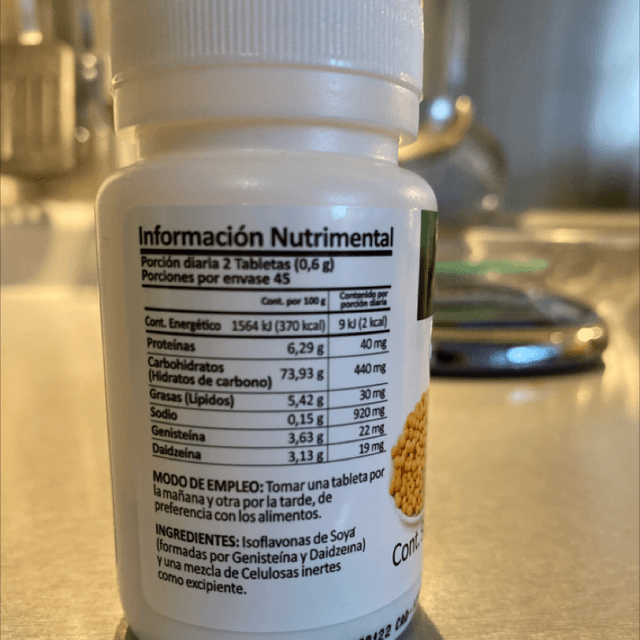 Información Nutrimental
Porción diaria 2 Tabletas (0,6 g)
Porciones por envase 45
Cont. por 100 g Contenido por porción diaria
Cont. Energético 1564 kJ (370 kcal) 9 kJ (2 kcal)
Proteínas 6,29 g 40 mg
Carbohidratos
(Hidratos de carbono) 73,93 g 440 mg
Grasas (Lípidos) 5,42 g 30 mg
Sodio 0,15 g 920 mg
Genisteína 3,63 g 22 mg
Daidzeína 3,13 g 19 mg
MODO DE EMPLEO: Tomar una tableta por
la mañana y otra por la tarde, de
preferencia con los alimentos.
INGREDIENTES: Isoflavonas de Soya
(formadas por Genisteína y Daidzeina)
y una mezcla de Celulosas inertes
como excipiente.
Cont.